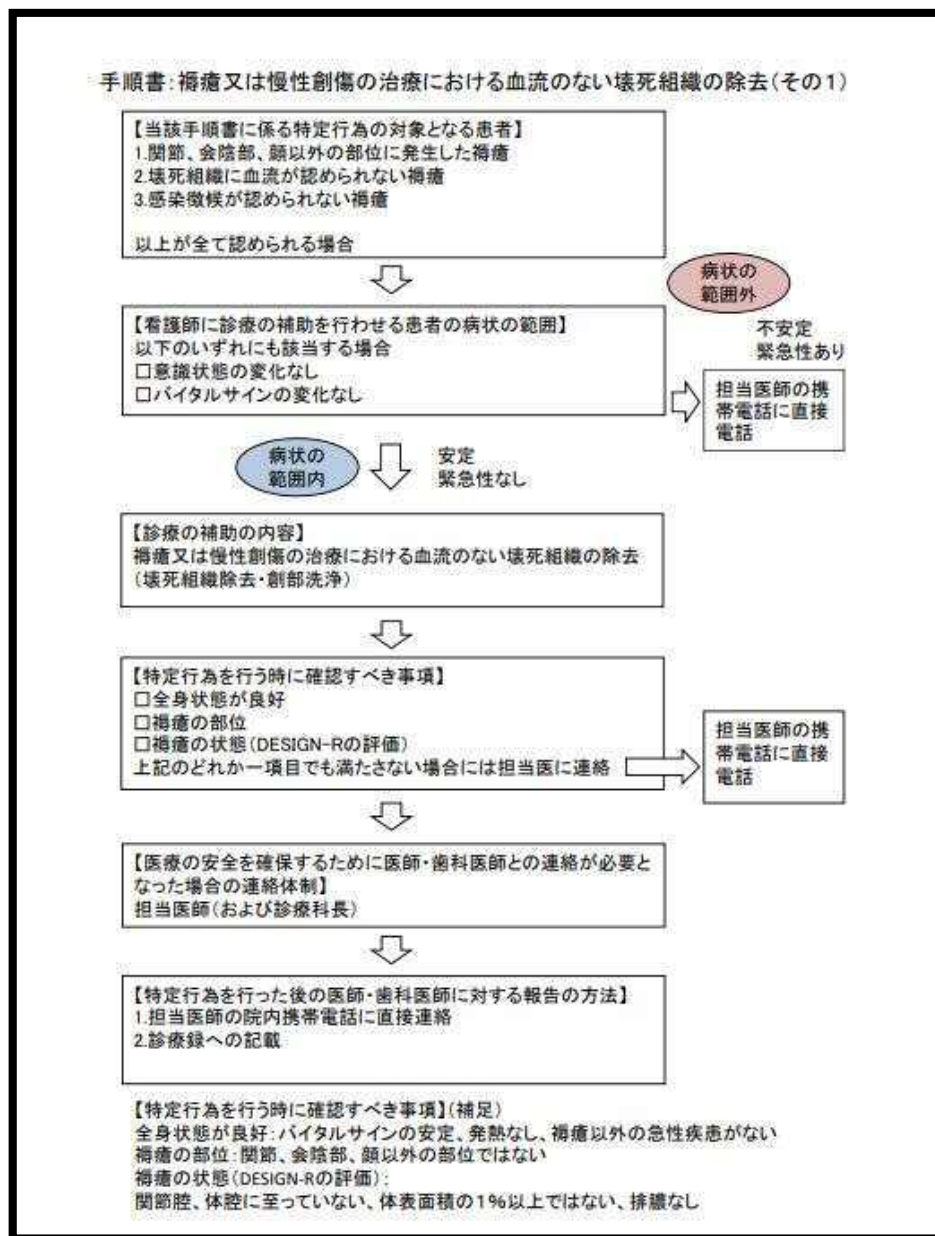 手順書:褥瘡又は慢性創傷の治療における血流のない壊死組織の除去(その1)
【当該手順書に係る特定行為の対象となる患者】
1.関節、会陰部、顔以外の部位に発生した褥瘡
2.壊死組織に血流が認められない褥瘡
3.感染徴候が認められない褥瘡
以上が全て認められる場合
病状の
範囲外
【看護師に診療の補助を行わせる患者の病状の範囲】
以下のいずれにも該当する場合
□意識状態の変化なし
□バイタルサインの変化なし
不安定
緊急性あり
担当医師の携
帯電話に直接
電話
病状の
範囲内
安定
緊急性なし
【診療の補助の内容】
褥瘡又は慢性創傷の治療における血流のない壊死組織の除去
(壊死組織除去・創部洗浄)
【特定行為を行う時に確認すべき事項】
□全身状態が良好
□褥瘡の部位
□褥瘡の状態(DESIGN-Rの評価)
上記のどれか一項目でも満たさない場合には担当医に連絡
担当医師の携
帯電話に直接
電話
【医療の安全を確保するために医師・歯科医師との連絡が必要と
なった場合の連絡体制】
担当医師(および診療科長)
【特定行為を行った後の医師・歯科医師に対する報告の方法】
1.担当医師の院内携帯電話に直接連絡
2.診療録への記載
【特定行為を行う時に確認すべき事項】(補足)
全身状態が良好:バイタルサインの安定、発熱なし、褥瘡以外の急性疾患がない
褥瘡の部位:関節、会陰部、顔以外の部位ではない
褥瘡の状態(DESIGN-Rの評価):
関節腔、体腔に至っていない、体表面積の1%以上ではない、排膿なし